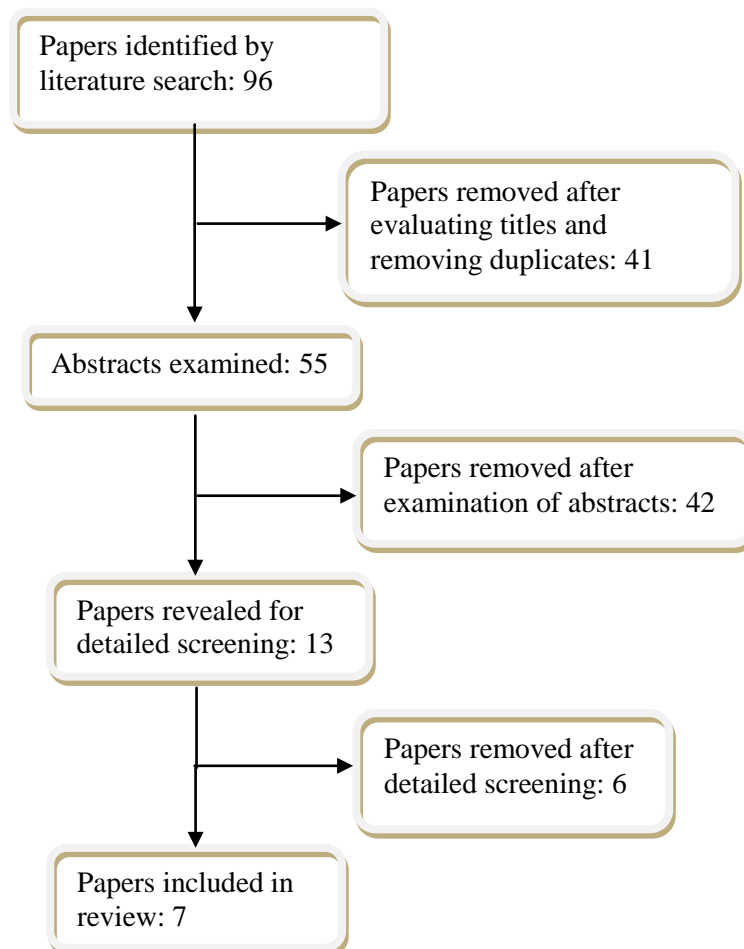 Papers identified by
literature search: 96
Papers removed after
evaluating titles and
removing duplicates: 41
Abstracts examined: 55
Papers removed after
examination of abstracts: 42
Papers revealed for
detailed screening: 13
Papers removed after
detailed screening: 6
Papers included in
review: 7